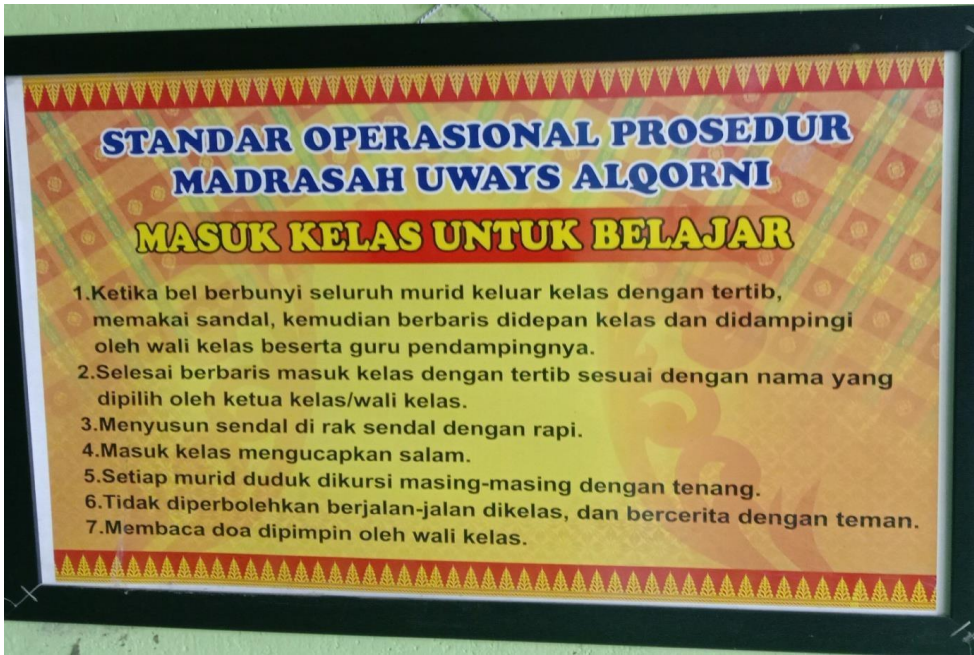 STANDAR OPERASIONAL PROSEDUR
MADRASAH UWAYS ALQORNI
MASUK KELAS UNTUK BELAJAR
1.Ketika bel berbunyi seluruh murid keluar kelas dengan tertib,
memakai sandal, kemudian berbaris didepan kelas dan didampingi
oleh wali kelas beserta guru pendampingnya.
2.Selesai berbaris masuk kelas dengan tertib sesuai dengan nama yang
dipilih oleh ketua kelas/wali kelas.
3.Menyusun sendal di rak sendal dengan rapi.
4.Masuk kelas mengucapkan salam.
5.Setiap murid duduk dikursi masing-masing dengan tenang.
6.Tidak diperbolehkan berjalan-jalan dikelas, dan bercerita dengan teman.
7.Membaca doa dipimpin oleh wali kelas.